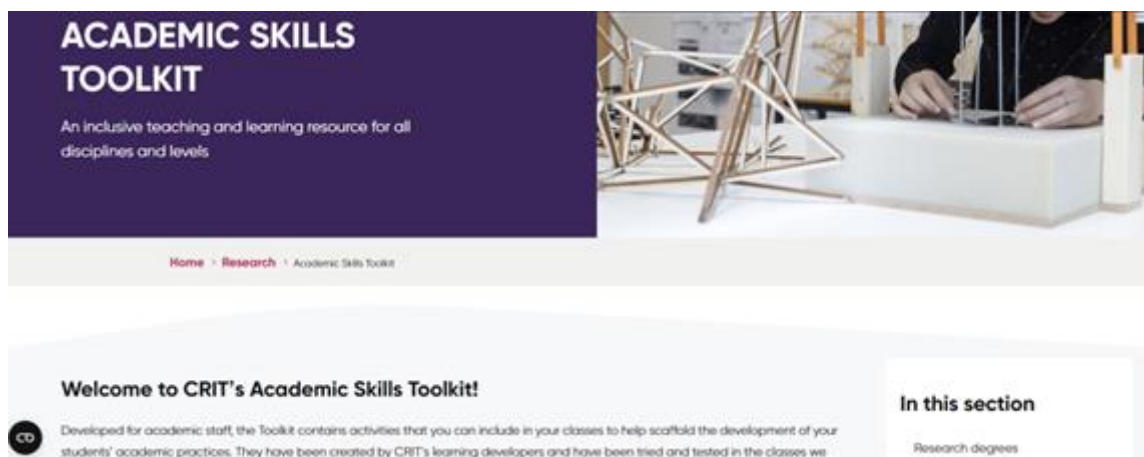 ACADEMIC SKILLS
TOOLKIT
An inclusive teaching and learning resource for all
disciplines and levels
Home > Research > Academic Skills Toolkit
Welcome to CRIT's Academic Skills Toolkit!
Developed for academic staff, the Toolkit contains activities that you can include in your classes to help scaffold the development of your
students' academic practices. They have been created by CRIT's learning developers and have been tried and tested in the classes we
In this section
Research degrees